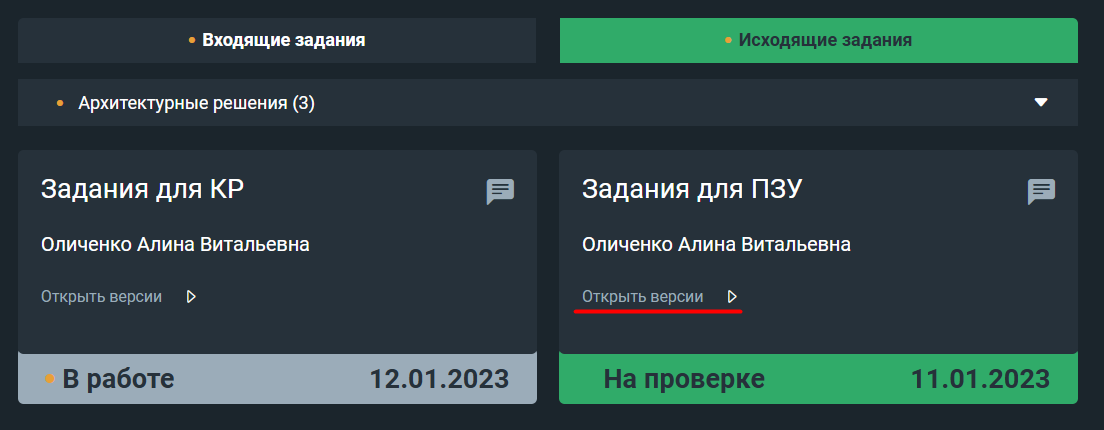 Входящие задания
Исходящие задания
Архитектурные решения (3)
Задания для КР
Оличенко Алина Витальевна
Открыть версии
В работе 12.01.2023
Задания для ПЗУ
Оличенко Алина Витальевна
Открыть версии
На проверке 11.01.2023